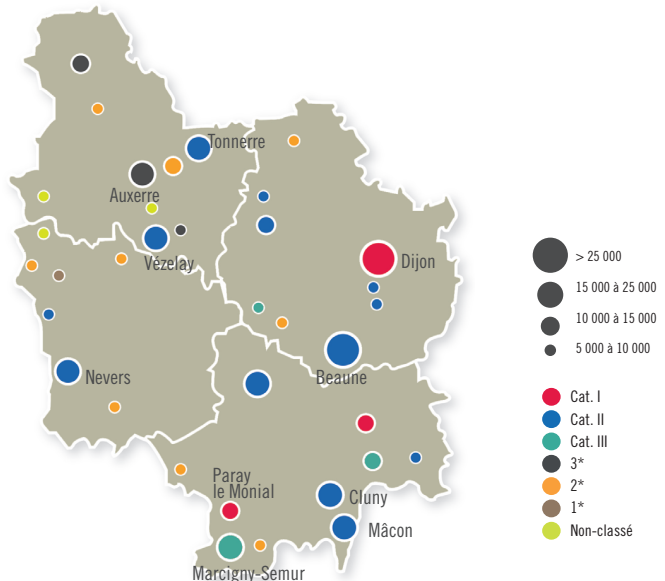 Tonnerre
Auxerre
Vézelay
Dijon
Nevers
Beaune
Paray
le Monial
Cluny
Mâcon
Marcigny-Semur
> 25 000
15 000 à 25 000
10 000 à 15 000
5 000 à 10 000
Cat. I
Cat. II
Cat. III
3*
2*
1*
Non-classé